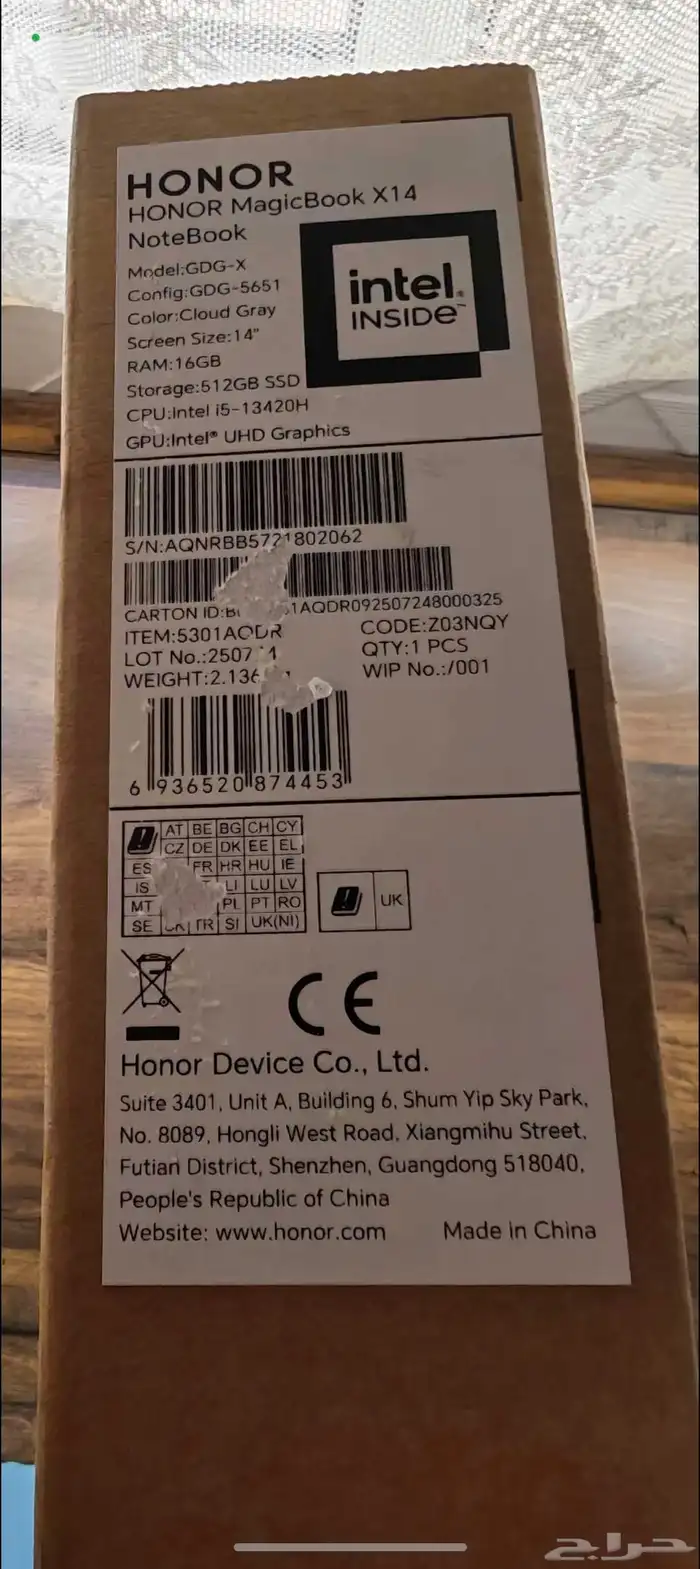 HONOR
HONOR MagicBook X14
NoteBook
Model:GDG-X
Config:GDG-5651
Color:Cloud Gray
Screen Size:14"
RAM:16GB
Storage:512GB SSD
CPU:Intel i5-13420H
GPU:Intel® UHD Graphics
intel®
INSIDE™
S/N:AQNRBB5721802062
CARTON ID: 1AQDR092507248000325
ITEM:5301AQDR CODE:Z03NQY
LOT No.: QTY:1 PCS
WEIGHT: WIP No.:/001
6 936520 874453
AT BE BG CH CY
CZ DE DK EE EL
ES FR HR HU IE
IS LI LU LV
MT PL PT RO
SE TR SI UK(NI)
UK
CE
Honor Device Co., Ltd.
Suite 3401, Unit A, Building 6, Shum Yip Sky Park,
No. 8089, Hongli West Road, Xiangmihu Street,
Futian District, Shenzhen, Guangdong 518040,
People's Republic of China
Website: www.honor.com Made in China
حراج